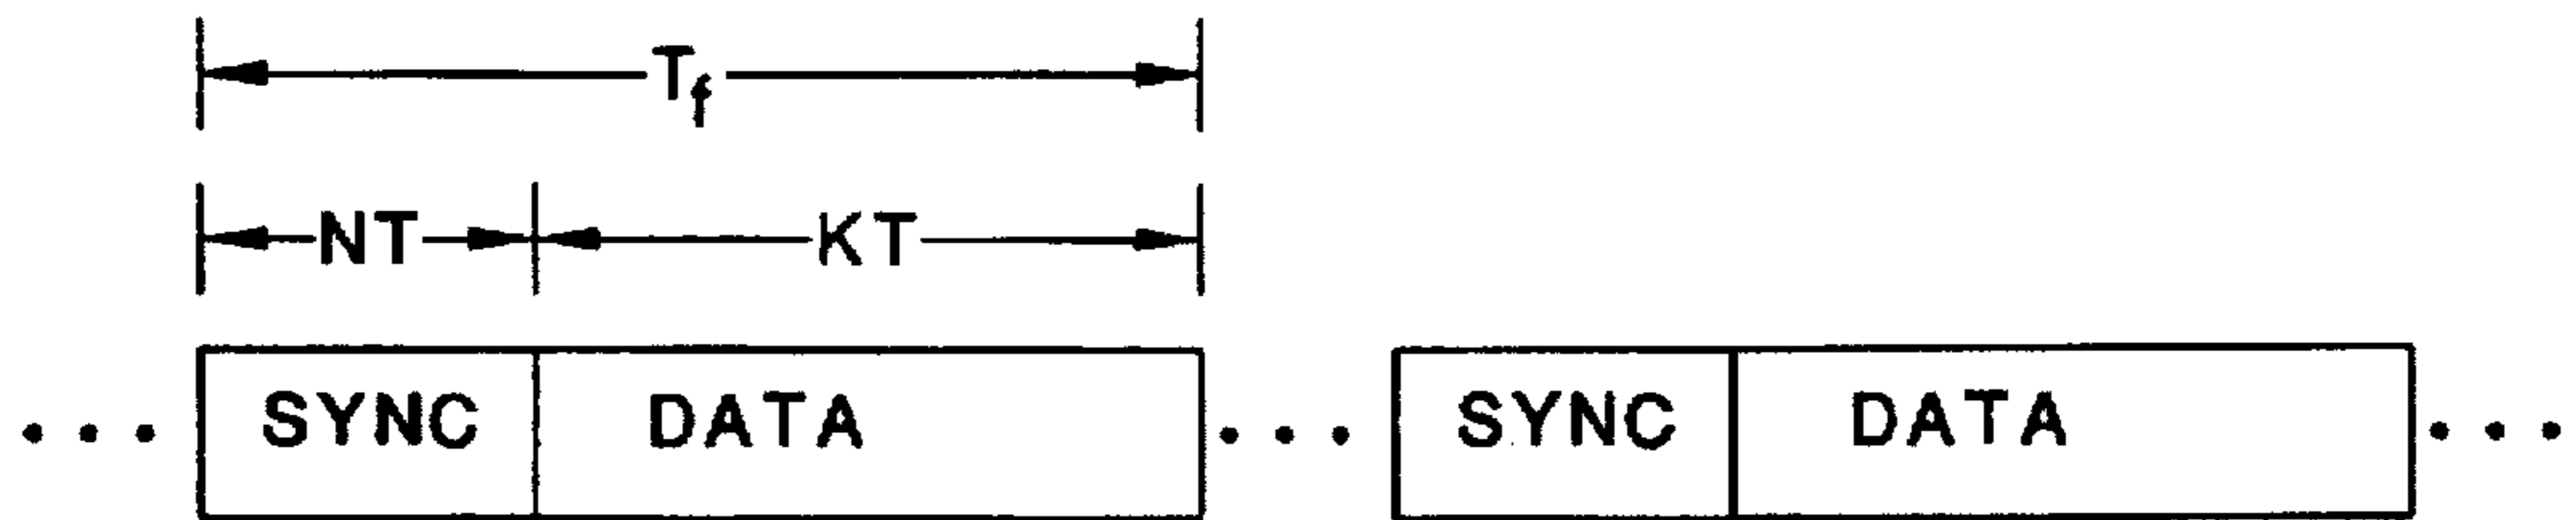 T_f
NT KT
. . . SYNC DATA . . . SYNC DATA . . .